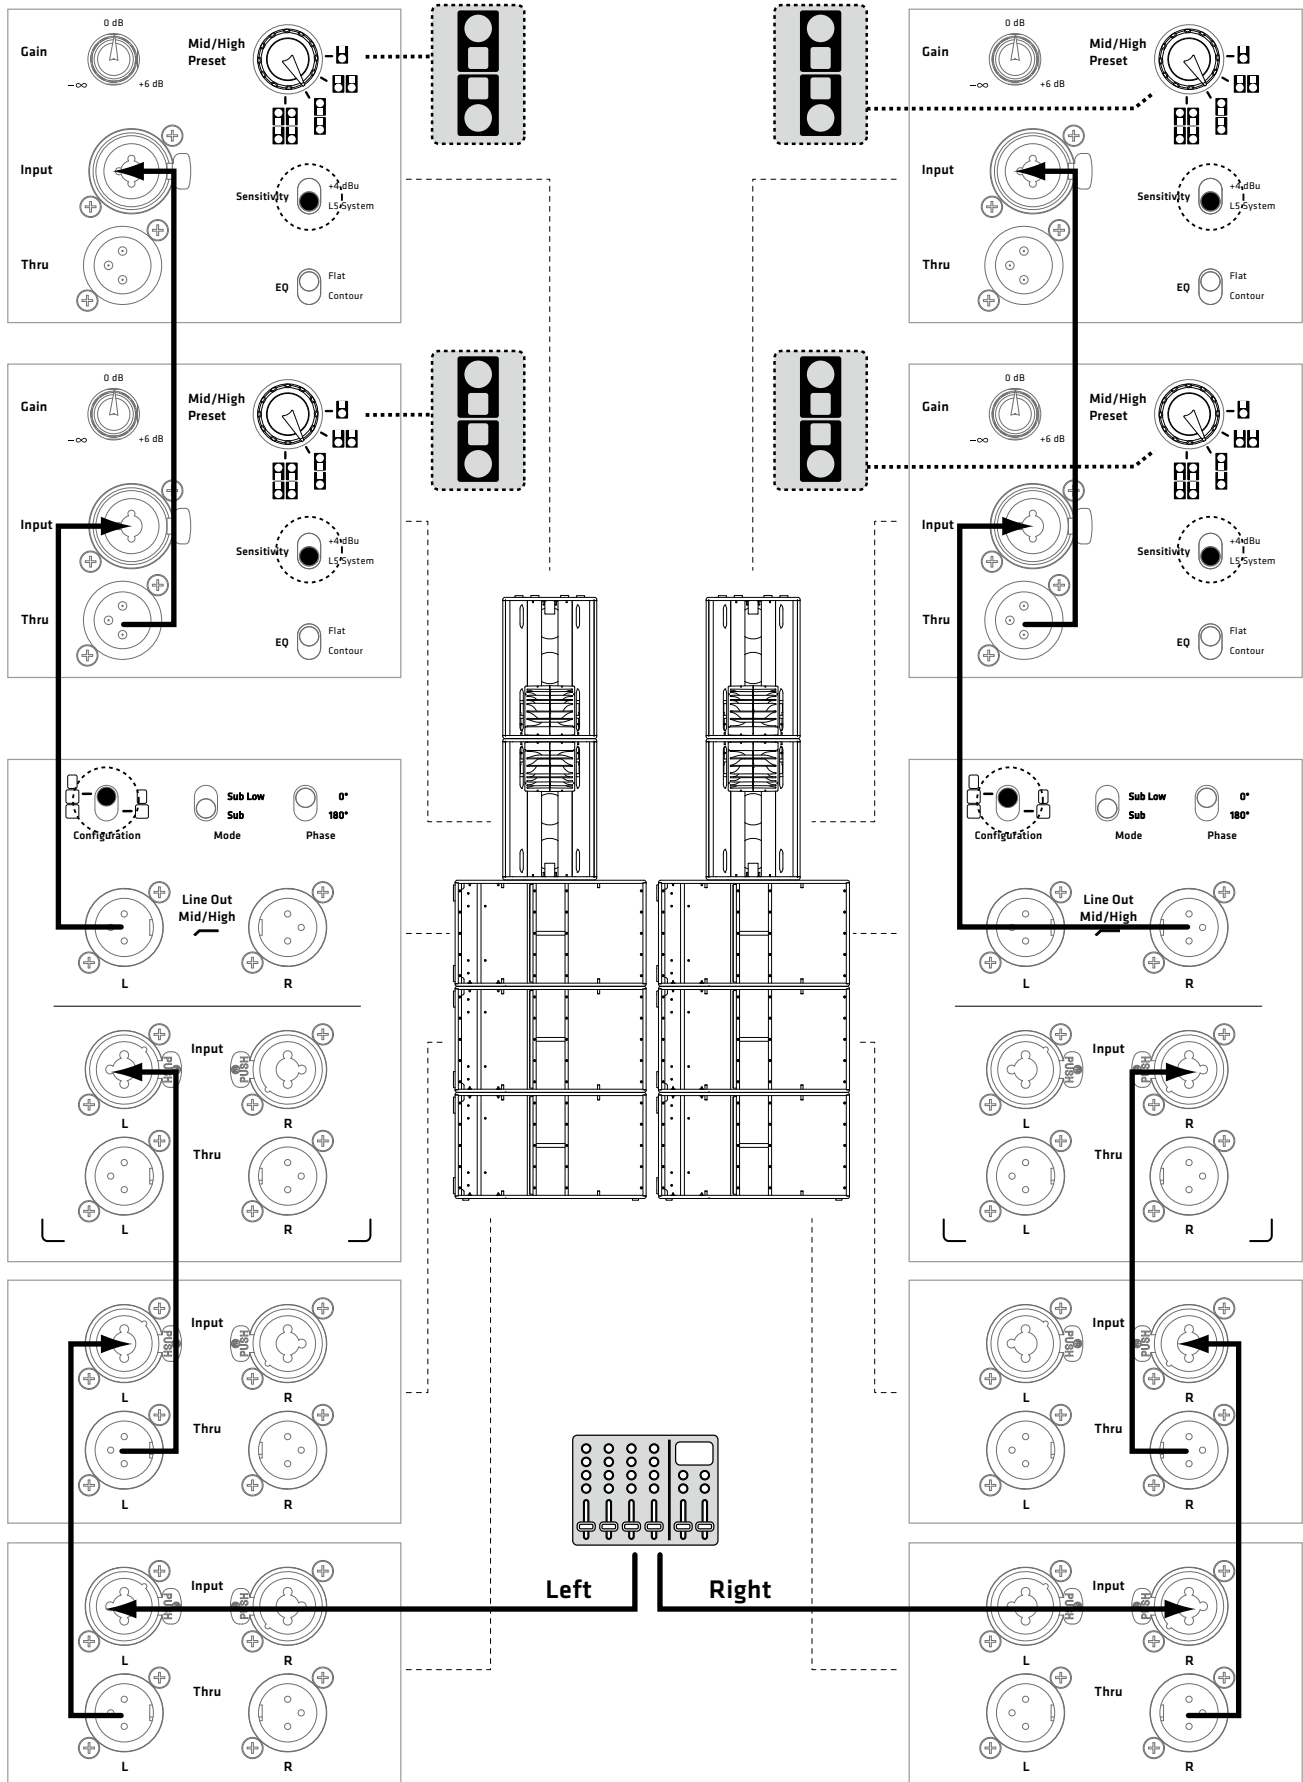 0 dB
Gain
Mid/High
Preset
−∞
+6 dB
Input
Sensitivity
+4 dBu
L5 System
Thru
EQ
Flat
Contour
0 dB
Gain
Mid/High
Preset
−∞
+6 dB
Input
Sensitivity
+4 dBu
L5 System
Thru
EQ
Flat
Contour
0 dB
Gain
Mid/High
Preset
−∞
+6 dB
Input
Sensitivity
+4 dBu
L5 System
Thru
EQ
Flat
Contour
0 dB
Gain
Mid/High
Preset
−∞
+6 dB
Input
Sensitivity
+4 dBu
L5 System
Thru
EQ
Flat
Contour
Sub Low
Sub
0°
180°
Configuration
Mode
Phase
Line Out
Mid/High
L
R
Input
PUSH
PUSH
L
R
Thru
L
R
Sub Low
Sub
0°
180°
Configuration
Mode
Phase
Line Out
Mid/High
L
R
Input
PUSH
PUSH
L
R
Thru
L
R
Input
PUSH
PUSH
L
R
Thru
L
R
Input
PUSH
PUSH
L
R
Thru
L
R
Left
Right
Input
PUSH
PUSH
L
R
Thru
L
R
Input
PUSH
PUSH
L
R
Thru
L
R